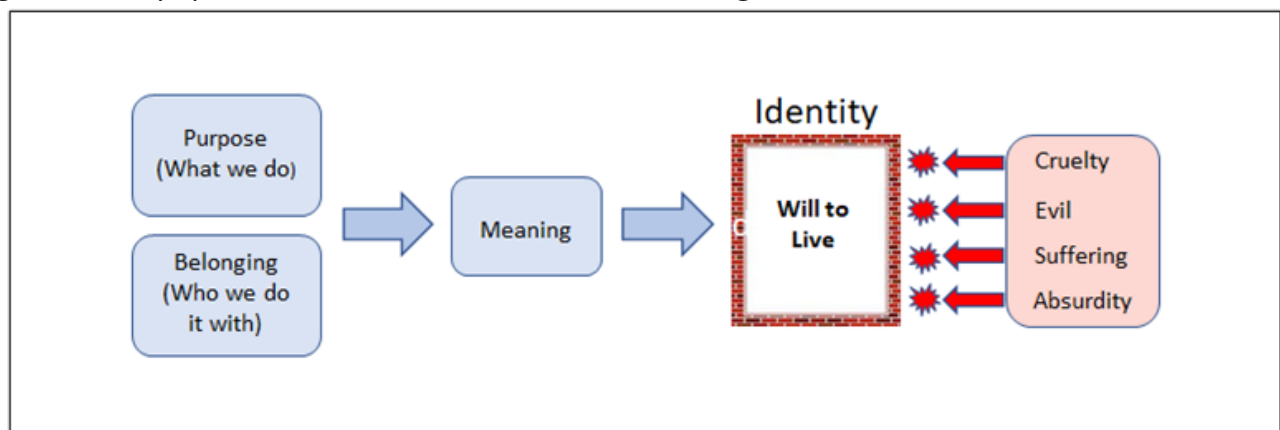 Purpose
(What we do)
Belonging
(Who we do
it with)
Meaning
Identity
Will to
Live
Cruelty
Evil
Suffering
Absurdity